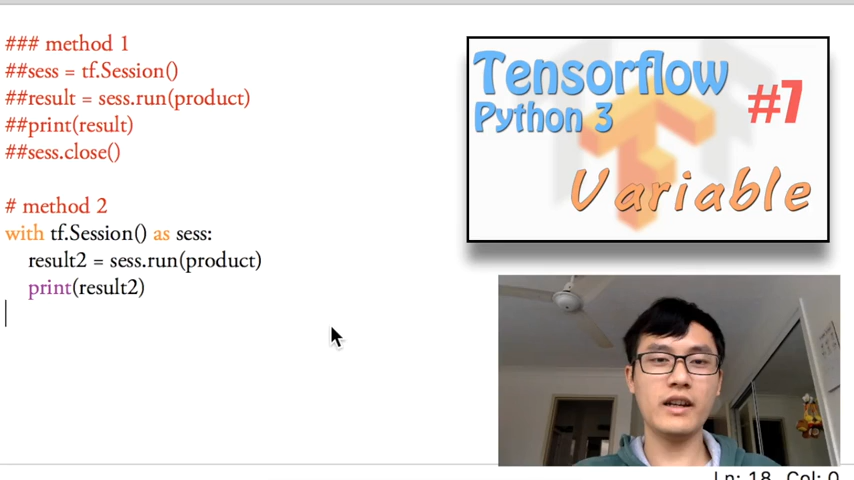 ### method 1
##sess = tf.Session()
##result = sess.run(product)
##print(result)
##sess.close()
# method 2
with tf.Session() as sess:
result2 = sess.run(product)
print(result2)
Tensorflow
Python 3
#7
Variable
Ln: 18 Col: 0